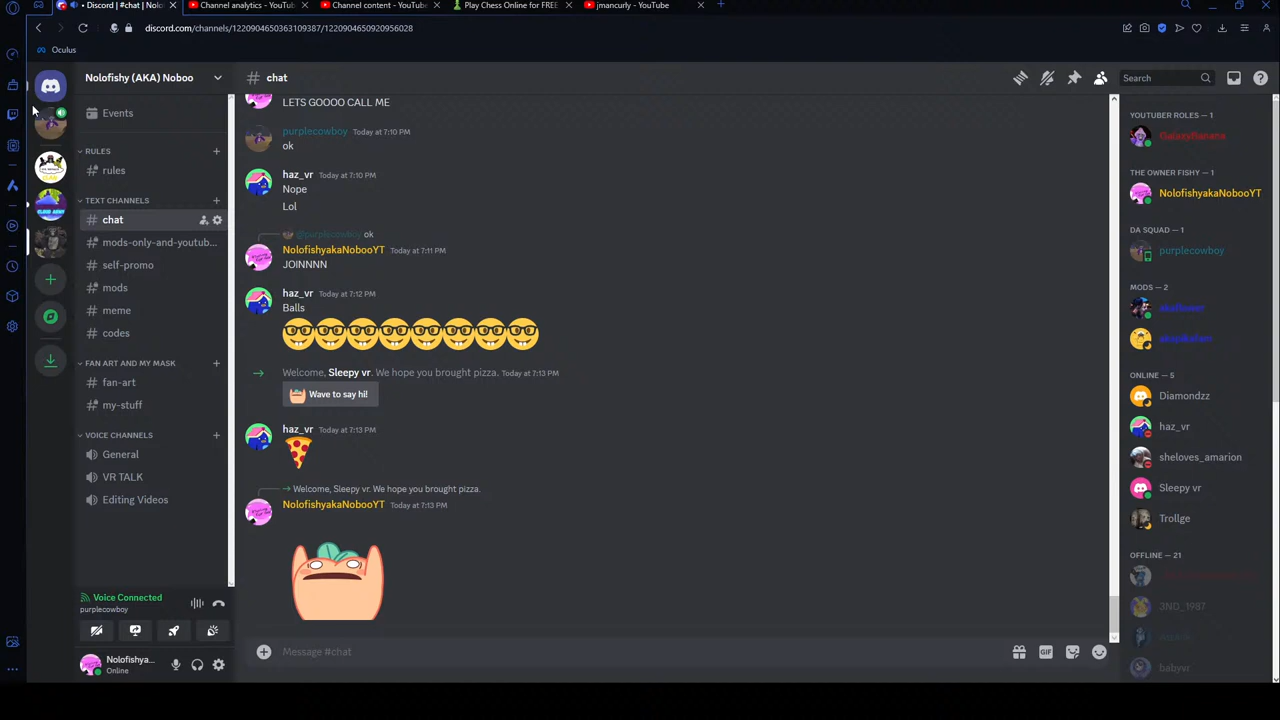 Discord | #chat | Nolo
Channel analytics - YouTub
Channel content - YouTube
Play Chess Online for FREE
jmancurly - YouTube
discord.com/channels/1220904650363109387/1220904650920956028
Oculus
Nolofishy (AKA) Noboo
# chat
Search
Events
RULES
rules
TEXT CHANNELS
chat
mods-only-and-youtub...
self-promo
mods
meme
codes
FAN ART AND MY MASK
fan-art
my-stuff
VOICE CHANNELS
General
VR TALK
Editing Videos
Voice Connected
purplecowboy
Nolofishya...
Online
LETS GOOOO CALL ME
purplecowboy Today at 7:10 PM
ok
haz_vr Today at 7:10 PM
Nope
Lol
@purplecowboy ok
NolofishyakaNobooYT Today at 7:11 PM
JOINNNN
haz_vr Today at 7:12 PM
Balls
Welcome, Sleepy vr. We hope you brought pizza. Today at 7:13 PM
Wave to say hi!
haz_vr Today at 7:13 PM
Welcome, Sleepy vr. We hope you brought pizza.
NolofishyakaNobooYT Today at 7:13 PM
Message #chat
GIF
YOUTUBER ROLES — 1
THE OWNER FISHY — 1
NolofishyakaNobooYT
DA SQUAD — 1
purplecowboy
MODS — 2
ONLINE — 5
Diamondzz
haz_vr
sheloves_amarion
Sleepy vr
Trollge
OFFLINE — 21
3ND_1987
babyvr